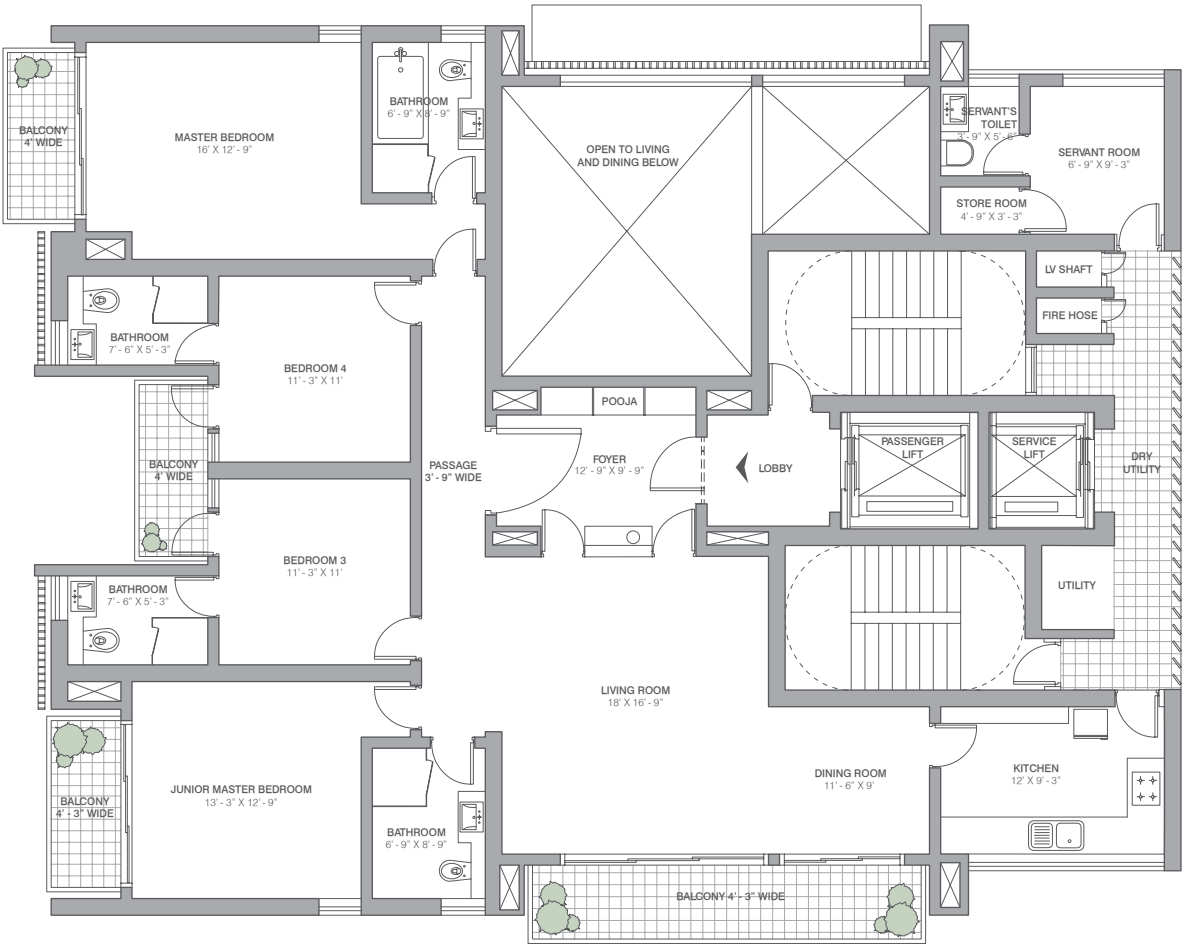 BALCONY
4' WIDE
MASTER BEDROOM
16' X 12' - 9"
BATHROOM
6' - 9" X 8' - 9"
OPEN TO LIVING
AND DINING BELOW
SERVANT'S
TOILET
3' - 9" X 5' - 6"
SERVANT ROOM
6' - 9" X 9' - 3"
STORE ROOM
4' - 9" X 3' - 3"
LV SHAFT
FIRE HOSE
BATHROOM
7' - 6" X 5' - 3"
BEDROOM 4
11' - 3" X 11'
POOJA
BALCONY
4' WIDE
PASSAGE
3' - 9" WIDE
FOYER
12' - 9" X 9' - 9"
LOBBY
PASSENGER
LIFT
SERVICE
LIFT
DRY
UTILITY
BEDROOM 3
11' - 3" X 11'
BATHROOM
7' - 6" X 5' - 3"
UTILITY
LIVING ROOM
18' X 16' - 9"
JUNIOR MASTER BEDROOM
13' - 3" X 12' - 9"
BALCONY
4' - 3" WIDE
DINING ROOM
11' - 6" X 9'
KITCHEN
12' X 9' - 3"
BATHROOM
6' - 9" X 8' - 9"
BALCONY 4' - 3" WIDE